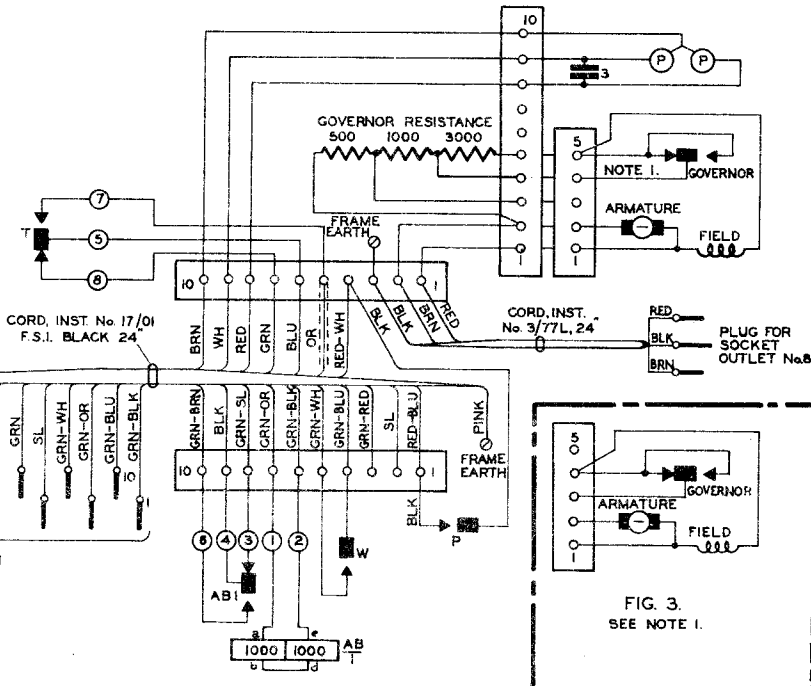 10
P P
3
GOVERNOR RESISTANCE
500 1000 3000
5
NOTE 1.
GOVERNOR
ARMATURE
FIELD
1
1
7
T
5
8
FRAME
EARTH
10
1
CORD, INST. No. 17/01
F.S.I. BLACK 24"
BRN
WH
RED
GRN
BLU
OR
RED-WH
BLK
BLK
BRN
RED
CORD, INST.
No. 3/77L, 24"
RED
BLK
BRN
PLUG FOR
SOCKET
OUTLET No.8
GRN
SL
GRN-WH
GRN-OR
GRN-BLU
GRN-BLK
10
1
GRN-BRN
BLK
GRN-SL
GRN-OR
GRN-BLK
GRN-WH
GRN-BLU
GRN-RED
SL
RED-BLU
PINK
FRAME
EARTH
10
1
BLK
P
4
3
1
2
W
AB1
a e
1000 1000
AB
1
d
5
GOVERNOR
ARMATURE
FIELD
1
FIG. 3.
SEE NOTE 1.